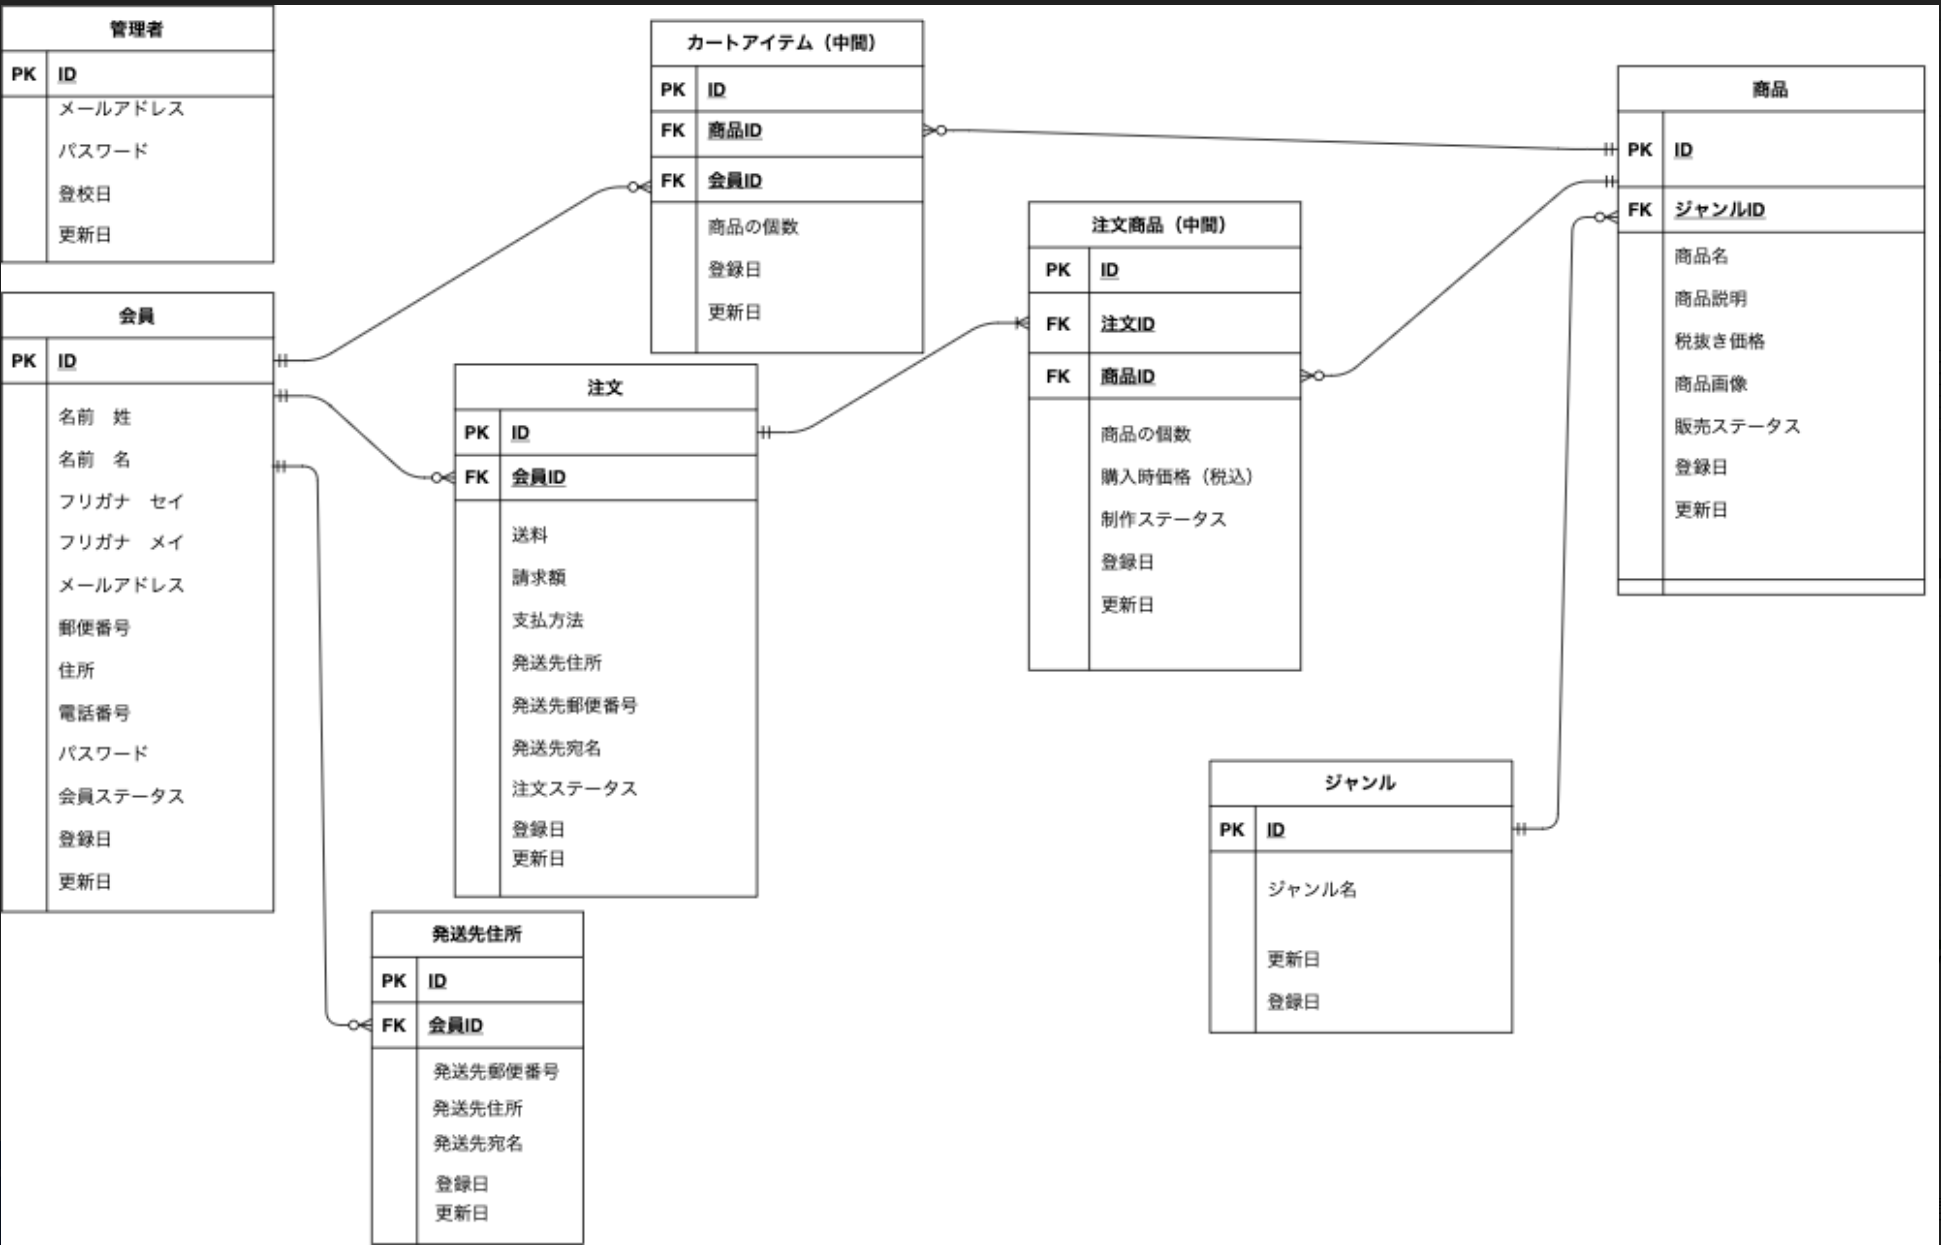 管理者
PK ID
メールアドレス
パスワード
登校日
更新日
会員
PK ID
名前　姓
名前　名
フリガナ　セイ
フリガナ　メイ
メールアドレス
郵便番号
住所
電話番号
パスワード
会員ステータス
登録日
更新日
カートアイテム（中間）
PK ID
FK 商品ID
FK 会員ID
商品の個数
登録日
更新日
注文
PK ID
FK 会員ID
送料
請求額
支払方法
発送先住所
発送先郵便番号
発送先宛名
注文ステータス
登録日
更新日
発送先住所
PK ID
FK 会員ID
発送先郵便番号
発送先住所
発送先宛名
登録日
更新日
注文商品（中間）
PK ID
FK 注文ID
FK 商品ID
商品の個数
購入時価格（税込）
制作ステータス
登録日
更新日
商品
PK ID
FK ジャンルID
商品名
商品説明
税抜き価格
商品画像
販売ステータス
登録日
更新日
ジャンル
PK ID
ジャンル名
更新日
登録日